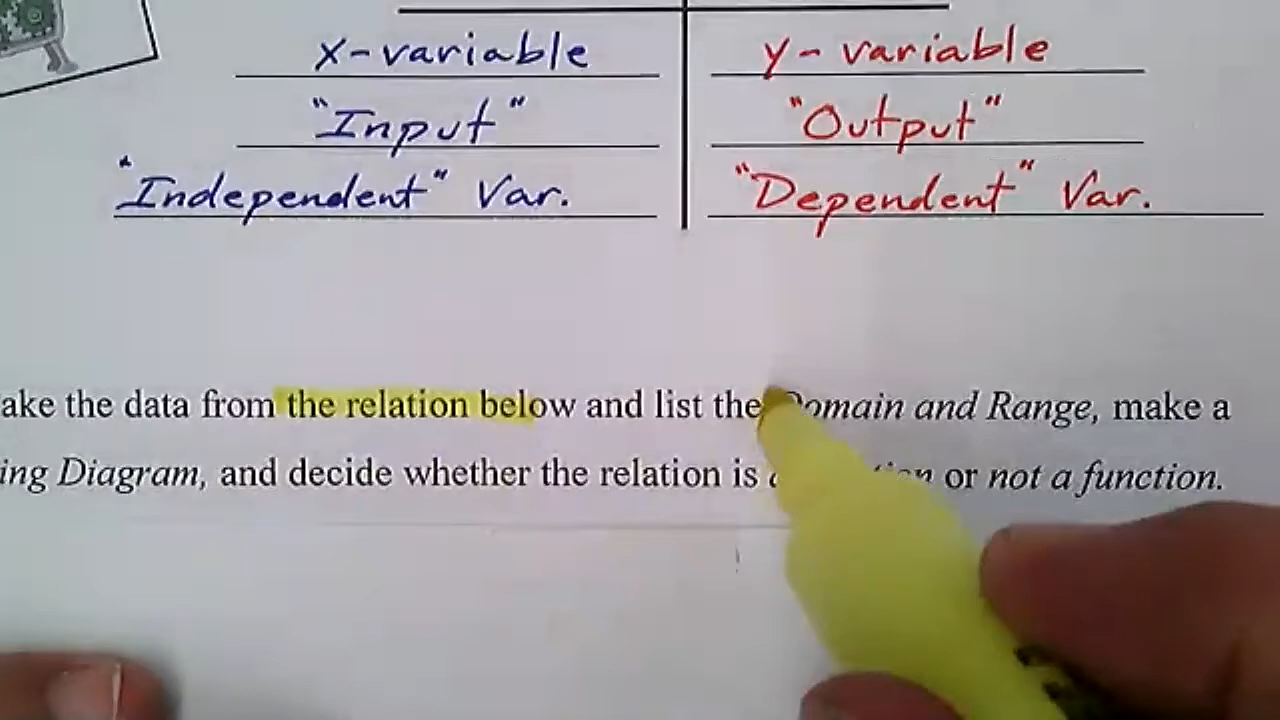 x-variable y-variable
"Input" "Output"
"Independent" Var. "Dependent" Var.
ake the data from the relation below and list the Domain and Range, make a
ing Diagram, and decide whether the relation is or not a function.